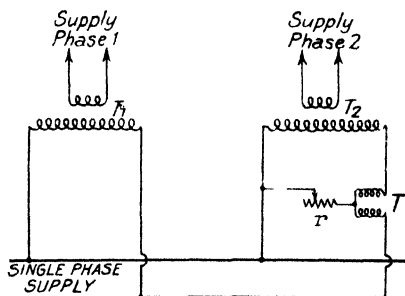 Supply
Phase 1
Supply
Phase 2
T1
T2
T
r
SINGLE PHASE
SUPPLY